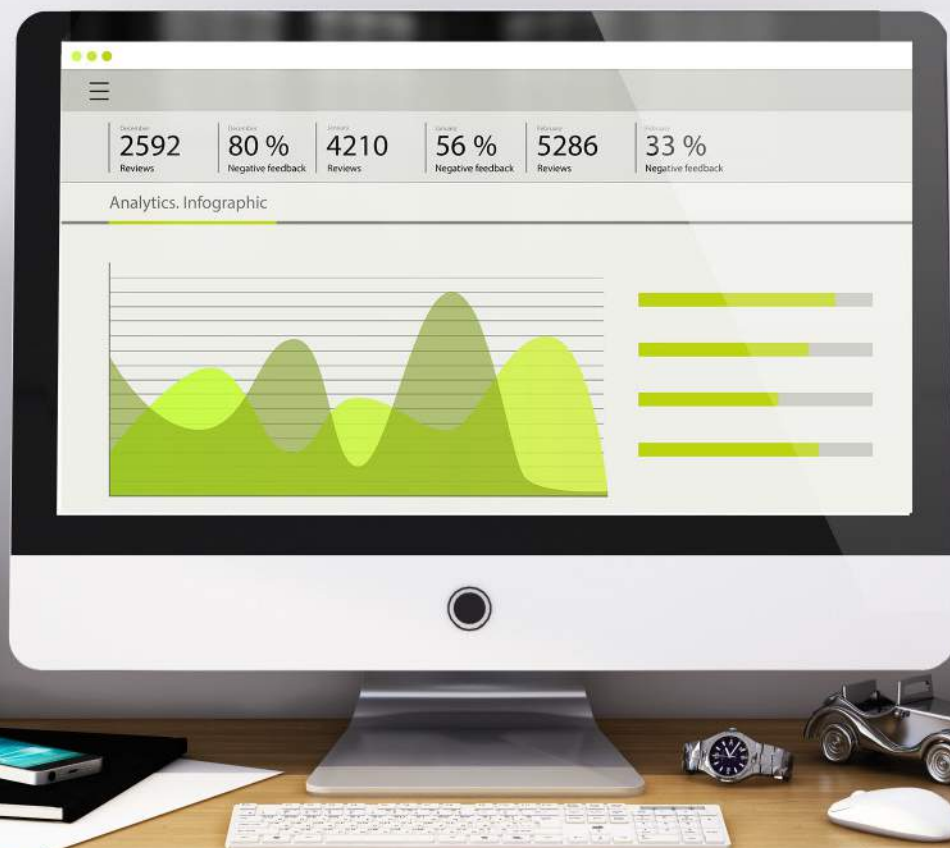 December
2592
Reviews
December
80 %
Negative feedback
January
4210
Reviews
January
56 %
Negative feedback
February
5286
Reviews
February
33 %
Negative feedback
Analytics. Infographic